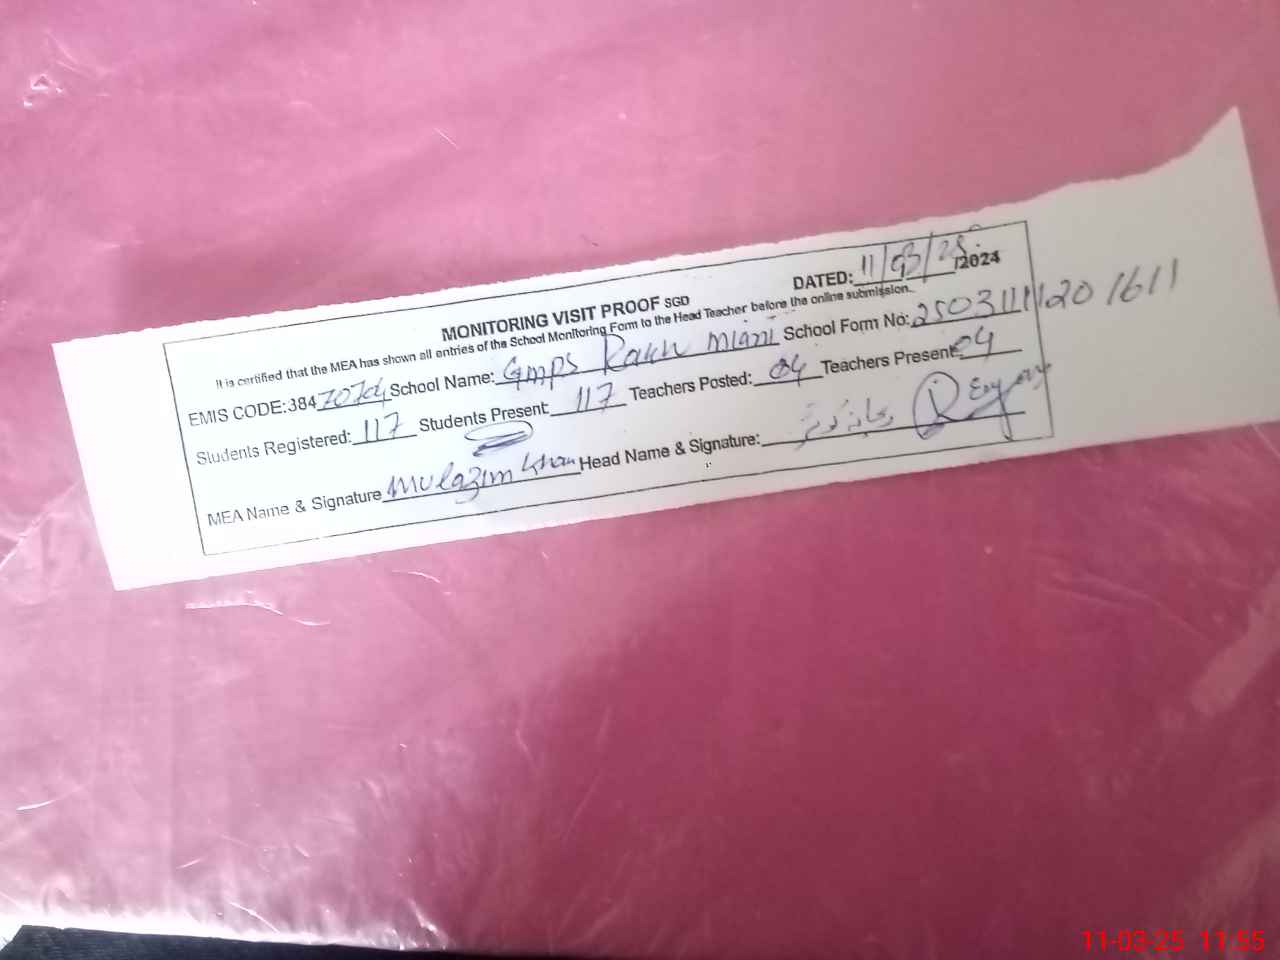 DATED: 11/03/25 /2024
MONITORING VISIT PROOF SGD
It is certified that the MEA has shown all entries of the School Monitoring Form to the Head Teacher before the online submission.
EMIS CODE: 384 School Name: Gmps Rakh Miani School Form No:
Students Registered: 117 Students Present: 117 Teachers Posted: 04 Teachers Present: 04
MEA Name & Signature Mulazim Khan Head Name & Signature:
11-03-25 11:55